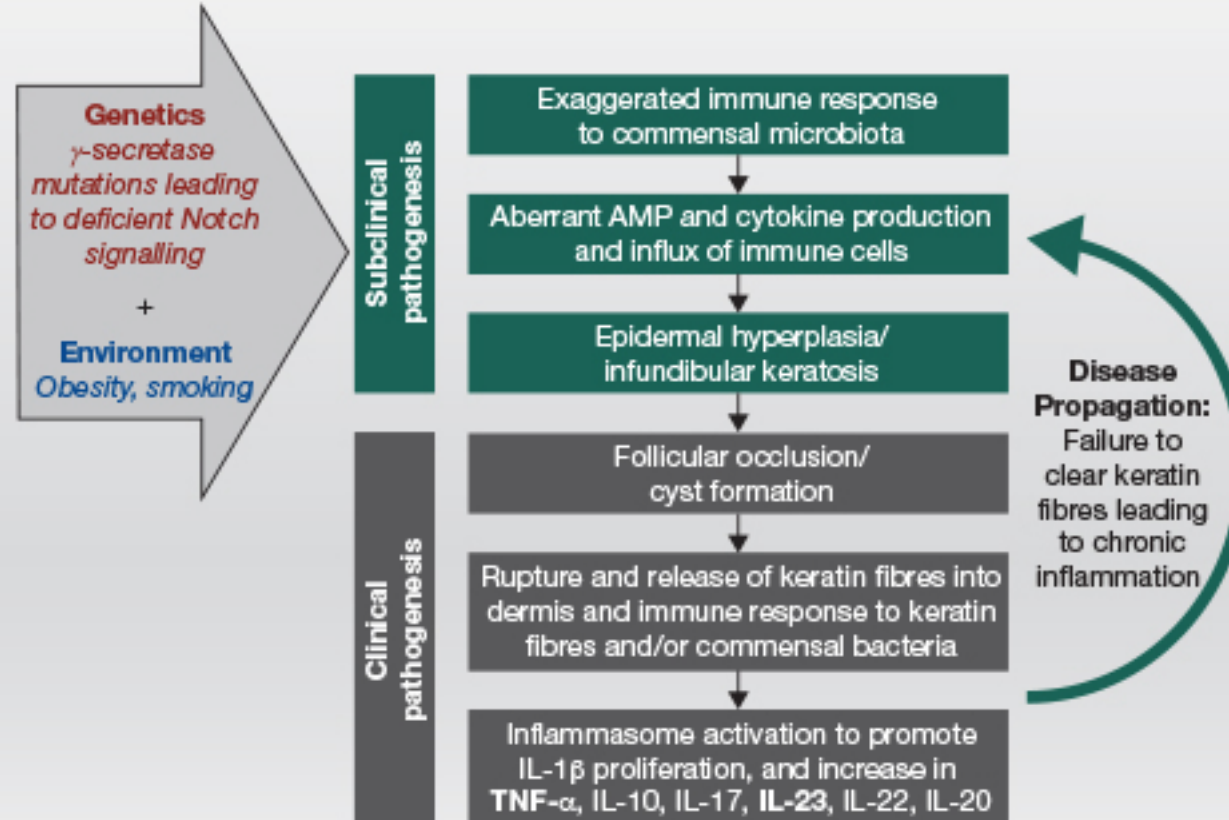 Genetics
γ-secretase
mutations leading
to deficient Notch
signalling
+
Environment
Obesity, smoking
Subclinical
pathogenesis
Exaggerated immune response
to commensal microbiota
Aberrant AMP and cytokine production
and influx of immune cells
Epidermal hyperplasia/
infundibular keratosis
Clinical
pathogenesis
Follicular occlusion/
cyst formation
Rupture and release of keratin fibres into
dermis and immune response to keratin
fibres and/or commensal bacteria
Inflammasome activation to promote
IL-1β proliferation, and increase in
TNF-α, IL-10, IL-17, IL-23, IL-22, IL-20
Disease
Propagation:
Failure to
clear keratin
fibres leading
to chronic
inflammation